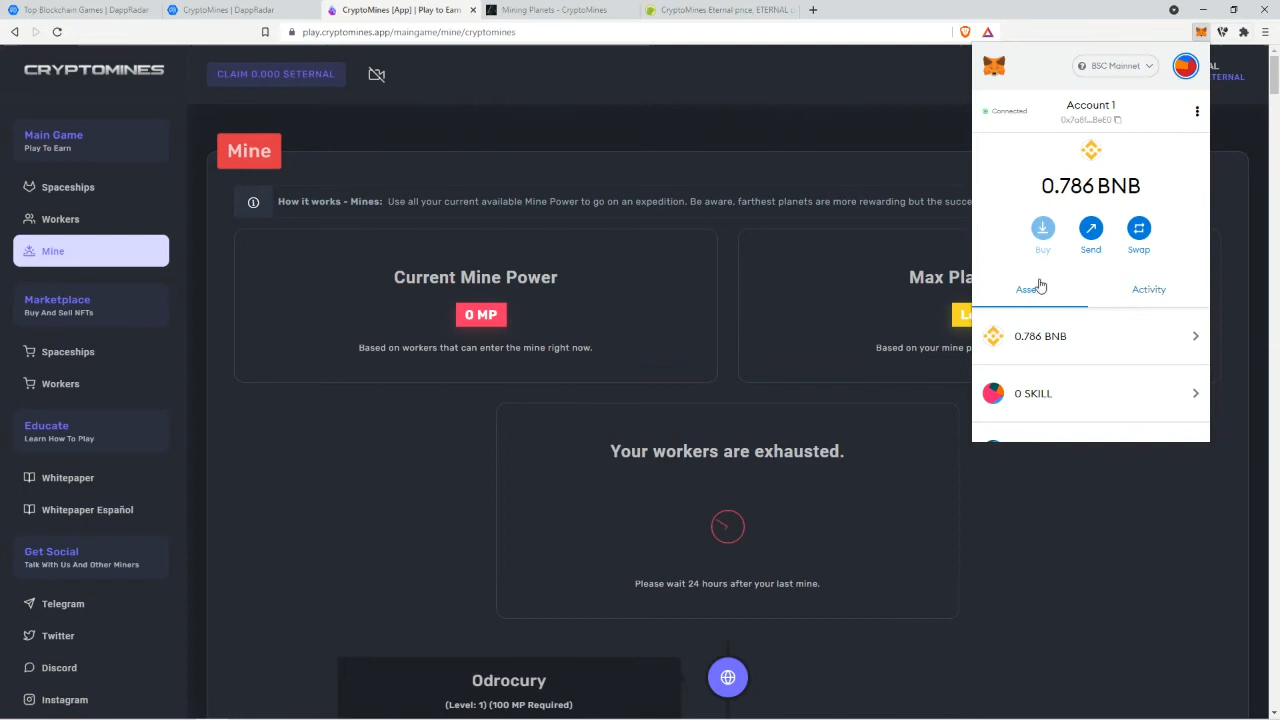 Top Blockchain Games | DappRadar
CryptoMines | DappRadar
CryptoMines [App] | Play to Earn
Mining Planets - CryptoMines
CryptoMines Eternal price, ETERNAL c
play.cryptomines.app/maingame/mine/cryptomines
CRYPTOMINES
CLAIM 0.000 $ETERNAL
Main Game
Play To Earn
Spaceships
Workers
Mine
Marketplace
Buy And Sell NFTs
Spaceships
Workers
Educate
Learn How To Play
Whitepaper
Whitepaper Español
Get Social
Talk With Us And Other Miners
Telegram
Twitter
Discord
Instagram
Mine
How it works - Mines: Use all your current available Mine Power to go on an expedition. Be aware, farthest planets are more rewarding but the succe
Current Mine Power
0 MP
Based on workers that can enter the mine right now.
Max Pla
Based on your mine p
Your workers are exhausted.
Please wait 24 hours after your last mine.
Odrocury
(Level: 1) (100 MP Required)
BSC Mainnet
AL
TERNAL
Connected
Account 1
0.786 BNB
Buy
Send
Swap
Activity
0.786 BNB
0 SKILL